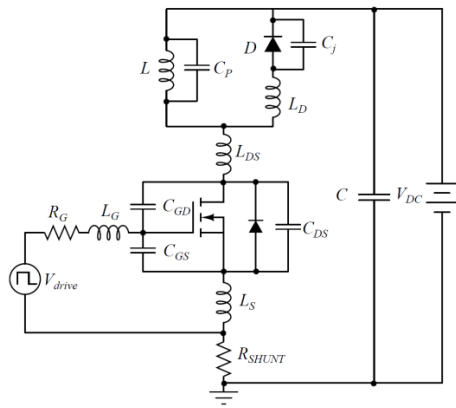 D
C_j
L
C_P
L_D
L_DS
C
V_DC
R_G
L_G
C_GD
C_GS
C_DS
V_drive
L_S
R_SHUNT